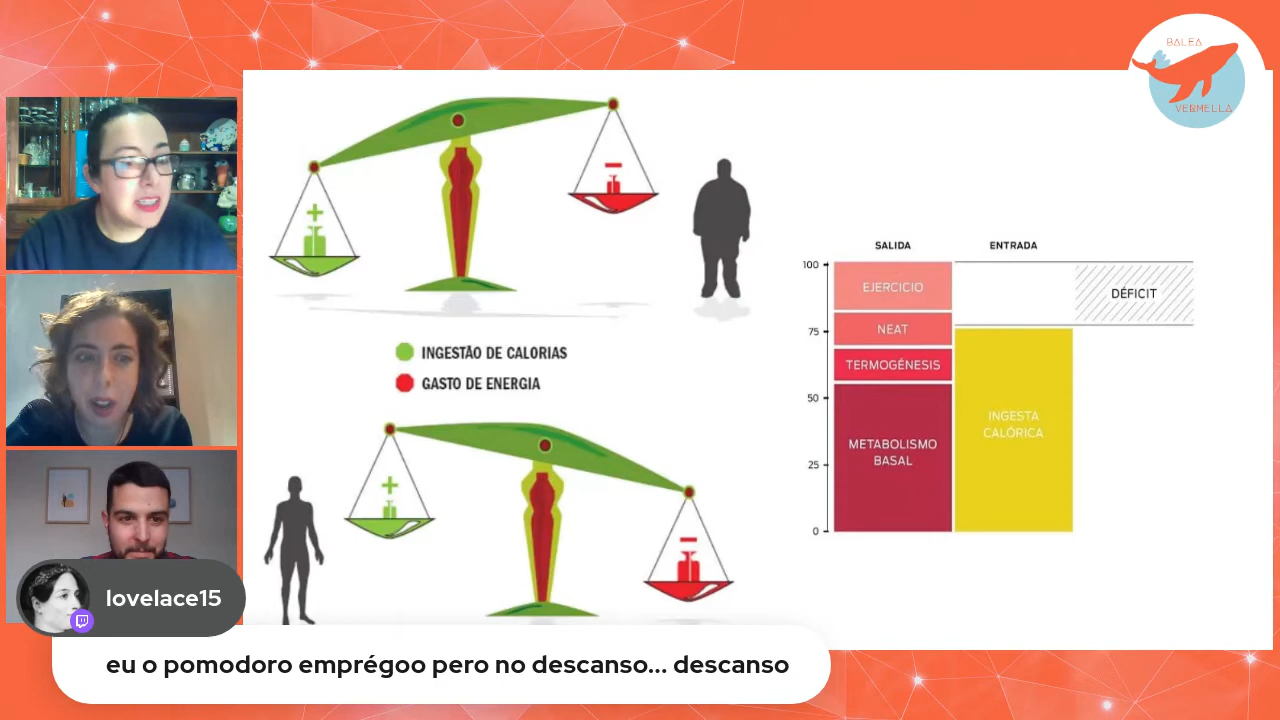 BALEA
VERMELLA
INGESTÃO DE CALORIAS
GASTO DE ENERGIA
SALIDA
ENTRADA
100
75
50
25
0
EJERCICIO
NEAT
TERMOGÉNESIS
METABOLISMO
BASAL
INGESTA
CALÓRICA
DÉFICIT
lovelace15
eu o pomodoro emprégoo pero no descanso... descanso